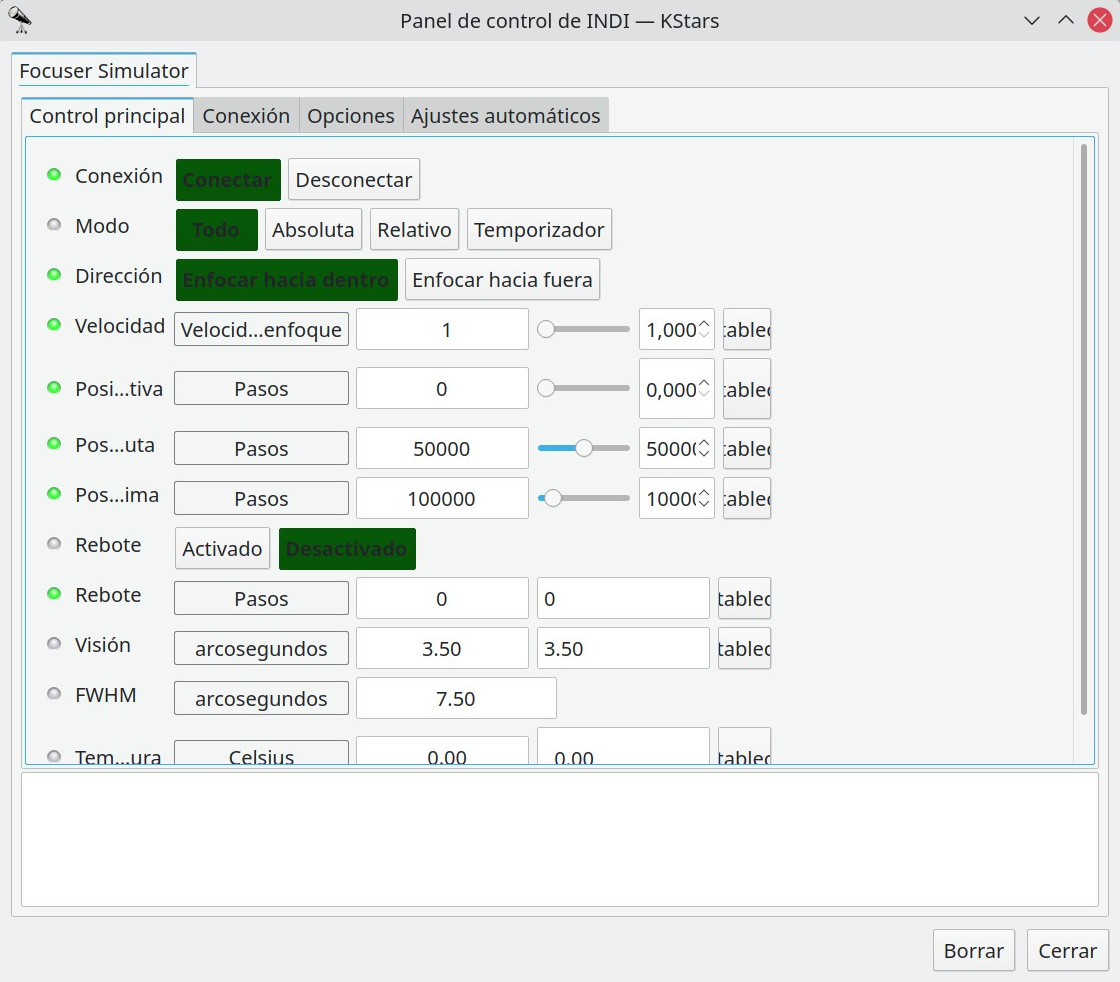 Panel de control de INDI — KStars
Focuser Simulator
Control principal Conexión Opciones Ajustes automáticos
Conexión Conectar Desconectar
Modo Todo Absoluta Relativo Temporizador
Dirección Enfocar hacia dentro Enfocar hacia fuera
Velocidad Velocid...enfoque 1 1,000 tablec
Posi...tiva Pasos 0 0,000 tablec
Pos...uta Pasos 50000 5000 tablec
Pos...ima Pasos 100000 1000 tablec
Rebote Activado Desactivado
Rebote Pasos 0 0 tablec
Visión arcosegundos 3.50 3.50 tablec
FWHM arcosegundos 7.50
Tem...ura Celsius 0.00 0.00 tablec
Borrar Cerrar